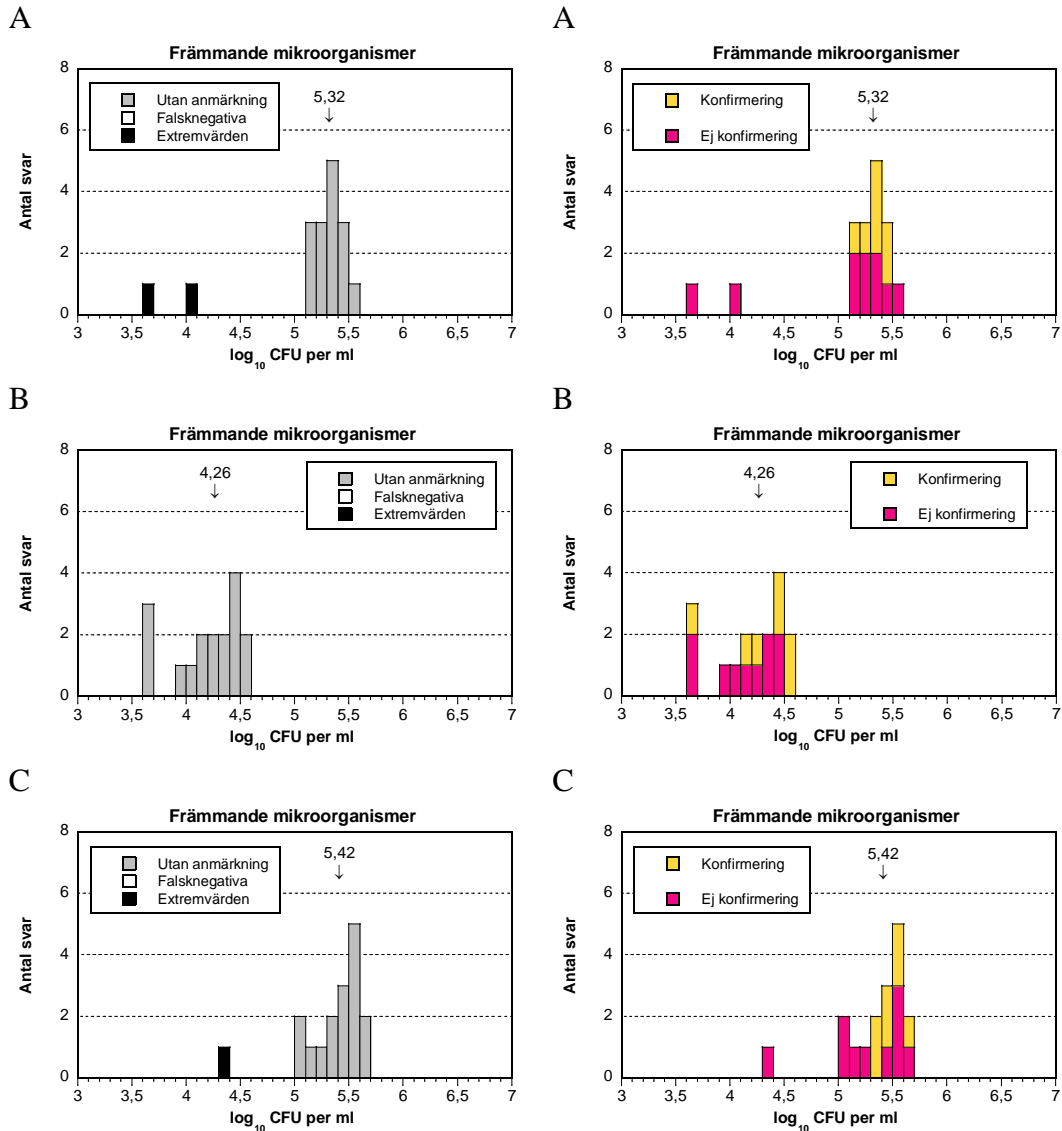 A
Främmande mikroorganismer
8
6
4
2
0
Antal svar
Utan anmärkning
Falsknegativa
Extremvärden
5,32
↓
3 3,5 4 4,5 5 5,5 6 6,5 7
log10 CFU per ml
A
Främmande mikroorganismer
8
6
4
2
0
Antal svar
Konfirmering
Ej konfirmering
5,32
↓
3 3,5 4 4,5 5 5,5 6 6,5 7
log10 CFU per ml
B
Främmande mikroorganismer
8
6
4
2
0
Antal svar
4,26
↓
Utan anmärkning
Falsknegativa
Extremvärden
3 3,5 4 4,5 5 5,5 6 6,5 7
log10 CFU per ml
B
Främmande mikroorganismer
8
6
4
2
0
Antal svar
4,26
↓
Konfirmering
Ej konfirmering
3 3,5 4 4,5 5 5,5 6 6,5 7
log10 CFU per ml
C
Främmande mikroorganismer
8
6
4
2
0
Antal svar
Utan anmärkning
Falsknegativa
Extremvärden
5,42
↓
3 3,5 4 4,5 5 5,5 6 6,5 7
log10 CFU per ml
C
Främmande mikroorganismer
8
6
4
2
0
Antal svar
Konfirmering
Ej konfirmering
5,42
↓
3 3,5 4 4,5 5 5,5 6 6,5 7
log10 CFU per ml